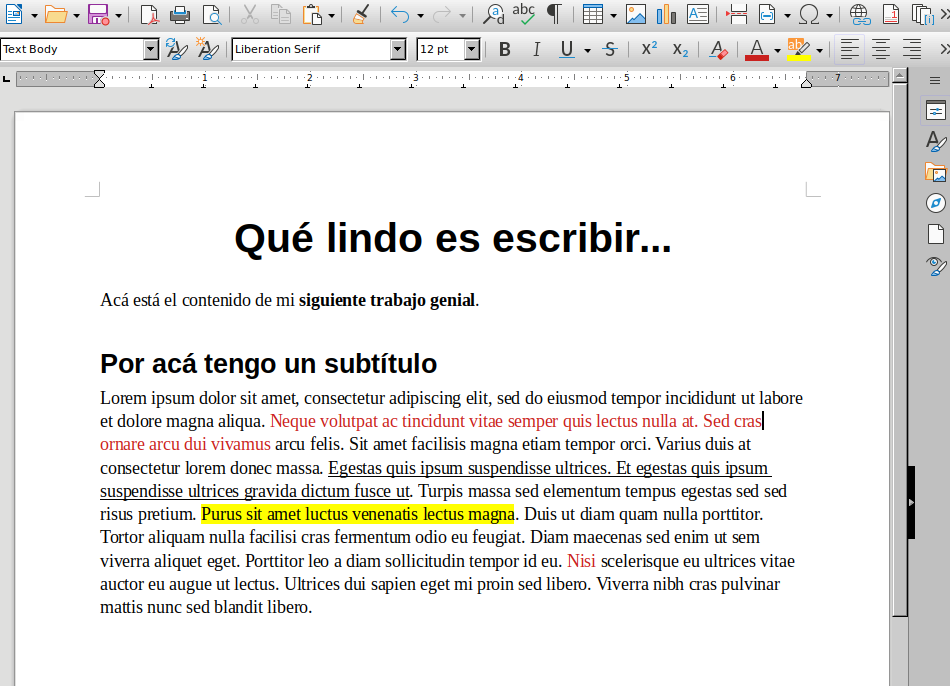 Text Body
Liberation Serif
12 pt
B I U S X² X₂ A A ab
1 2 3 4 5 6 7
Qué lindo es escribir...
Acá está el contenido de mi siguiente trabajo genial.
Por acá tengo un subtítulo
Lorem ipsum dolor sit amet, consectetur adipiscing elit, sed do eiusmod tempor incididunt ut labore
et dolore magna aliqua. Neque volutpat ac tincidunt vitae semper quis lectus nulla at. Sed cras
ornare arcu dui vivamus arcu felis. Sit amet facilisis magna etiam tempor orci. Varius duis at
consectetur lorem donec massa. Egestas quis ipsum suspendisse ultrices. Et egestas quis ipsum
suspendisse ultrices gravida dictum fusce ut. Turpis massa sed elementum tempus egestas sed sed
risus pretium. Purus sit amet luctus venenatis lectus magna. Duis ut diam quam nulla porttitor.
Tortor aliquam nulla facilisi cras fermentum odio eu feugiat. Diam maecenas sed enim ut sem
viverra aliquet eget. Porttitor leo a diam sollicitudin tempor id eu. Nisi scelerisque eu ultrices vitae
auctor eu augue ut lectus. Ultrices dui sapien eget mi proin sed libero. Viverra nibh cras pulvinar
mattis nunc sed blandit libero.